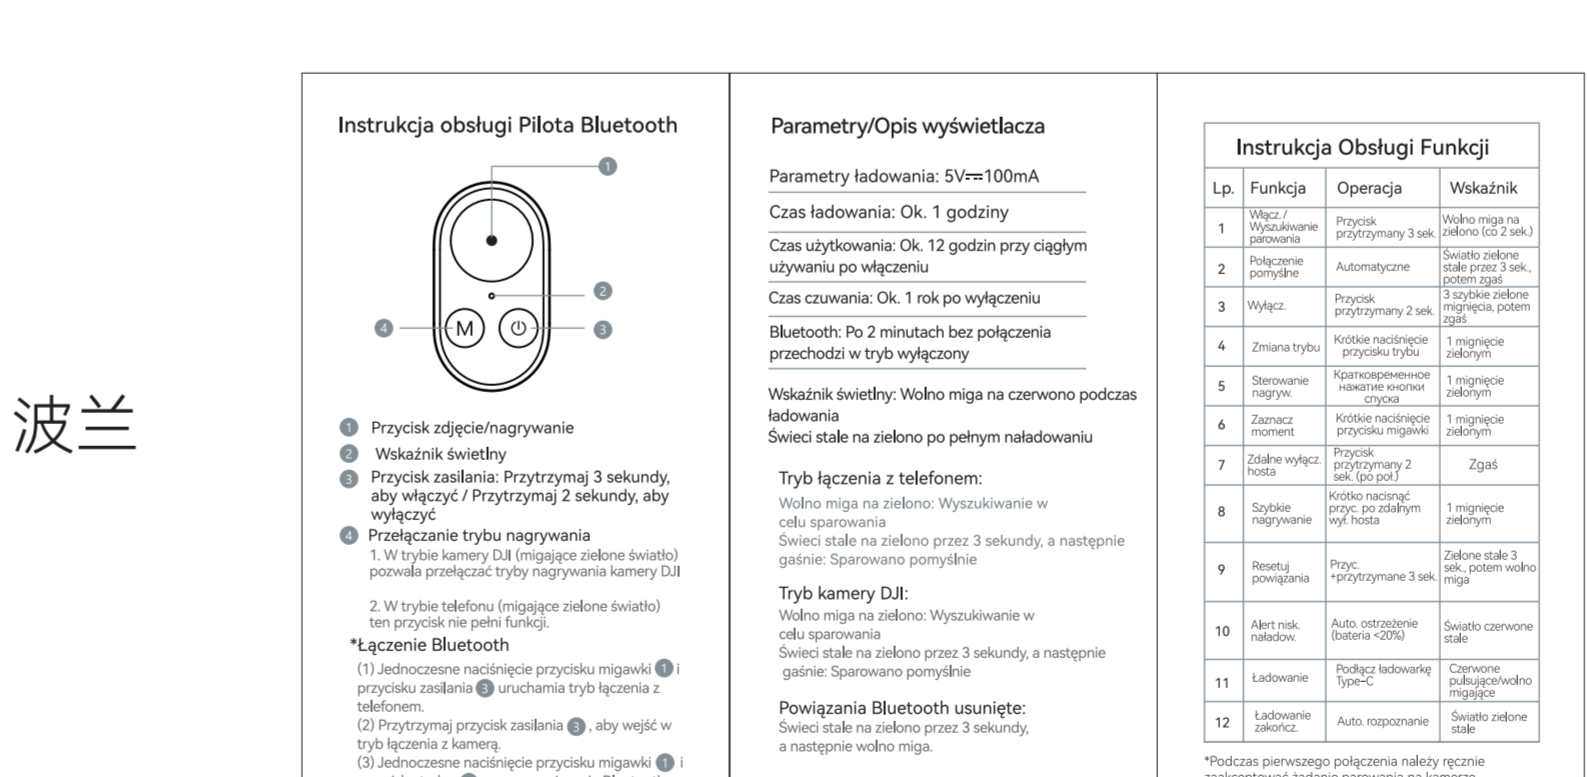 波兰
Instrukcja obsługi Pilota Bluetooth
1
2
3
4
M
1 Przycisk zdjęcie/nagrywanie
2 Wskaźnik świetlny
3 Przycisk zasilania: Przytrzymaj 3 sekundy,
aby włączyć / Przytrzymaj 2 sekundy, aby
wyłączyć
4 Przełączanie trybu nagrywania
1. W trybie kamery DJI (migające zielone światło)
pozwala przełączać tryby nagrywania kamery DJI
2. W trybie telefonu (migające zielone światło)
ten przycisk nie pełni funkcji.
*Łączenie Bluetooth
(1) Jednoczesne naciśnięcie przycisku migawki 1 i
przycisku zasilania 3 uruchamia tryb łączenia z
telefonem.
(2) Przytrzymaj przycisk zasilania 3 , aby wejść w
tryb łączenia z kamerą.
(3) Jednoczesne naciśnięcie przycisku migawki 1 i
Parametry/Opis wyświetlacza
Parametry ładowania: 5V⎓100mA
Czas ładowania: Ok. 1 godziny
Czas użytkowania: Ok. 12 godzin przy ciągłym
używaniu po włączeniu
Czas czuwania: Ok. 1 rok po wyłączeniu
Bluetooth: Po 2 minutach bez połączenia
przechodzi w tryb wyłączony
Wskaźnik świetlny: Wolno miga na czerwono podczas
ładowania
Świeci stale na zielono po pełnym naładowaniu
Tryb łączenia z telefonem:
Wolno miga na zielono: Wyszukiwanie w
celu sparowania
Świeci stale na zielono przez 3 sekundy, a następnie
gaśnie: Sparowano pomyślnie
Tryb kamery DJI:
Wolno miga na zielono: Wyszukiwanie w
celu sparowania
Świeci stale na zielono przez 3 sekundy, a następnie
gaśnie: Sparowano pomyślnie
Powiązania Bluetooth usunięte:
Świeci stale na zielono przez 3 sekundy,
a następnie wolno miga.
Instrukcja Obsługi Funkcji
Lp. Funkcja Operacja Wskaźnik
1
Włącz. /
Wyszukiwanie
parowania
Przycisk
przytrzymany 3 sek.
Wolno miga na
zielono (co 2 sek.)
2
Połączenie
pomyślne
Automatyczne
Światło zielone
stale przez 3 sek.,
potem zgaś
3
Wyłącz.
Przycisk
przytrzymany 2 sek.
3 szybkie zielone
mignięcia, potem
zgaś
4
Zmiana trybu
Krótkie naciśnięcie
przycisku trybu
1 mignięcie
zielonym
5
Sterowanie
nagryw.
Кратковременное
нажатие кнопки
спуска
1 mignięcie
zielonym
6
Zaznacz
moment
Krótkie naciśnięcie
przycisku migawki
1 mignięcie
zielonym
7
Zdalne wyłącz.
hosta
Przycisk
przytrzymany 2
sek. (po poł.)
Zgaś
8
Szybkie
nagrywanie
Krótko nacisnąć
przyc. po zdalnym
wył. hosta
1 mignięcie
zielonym
9
Resetuj
powiązania
Przyc.
+przytrzymane 3 sek.
Zielone stale 3
sek., potem wolno
miga
10
Alert nisk.
naładow.
Auto. ostrzeżenie
(bateria <20%)
Światło czerwone
stale
11
Ładowanie
Podłącz ładowarkę
Type-C
Czerwone
pulsujące/wolno
migające
12
Ładowanie
zakończ.
Auto. rozpoznanie
Światło zielone
stale
*Podczas pierwszego połączenia należy ręcznie